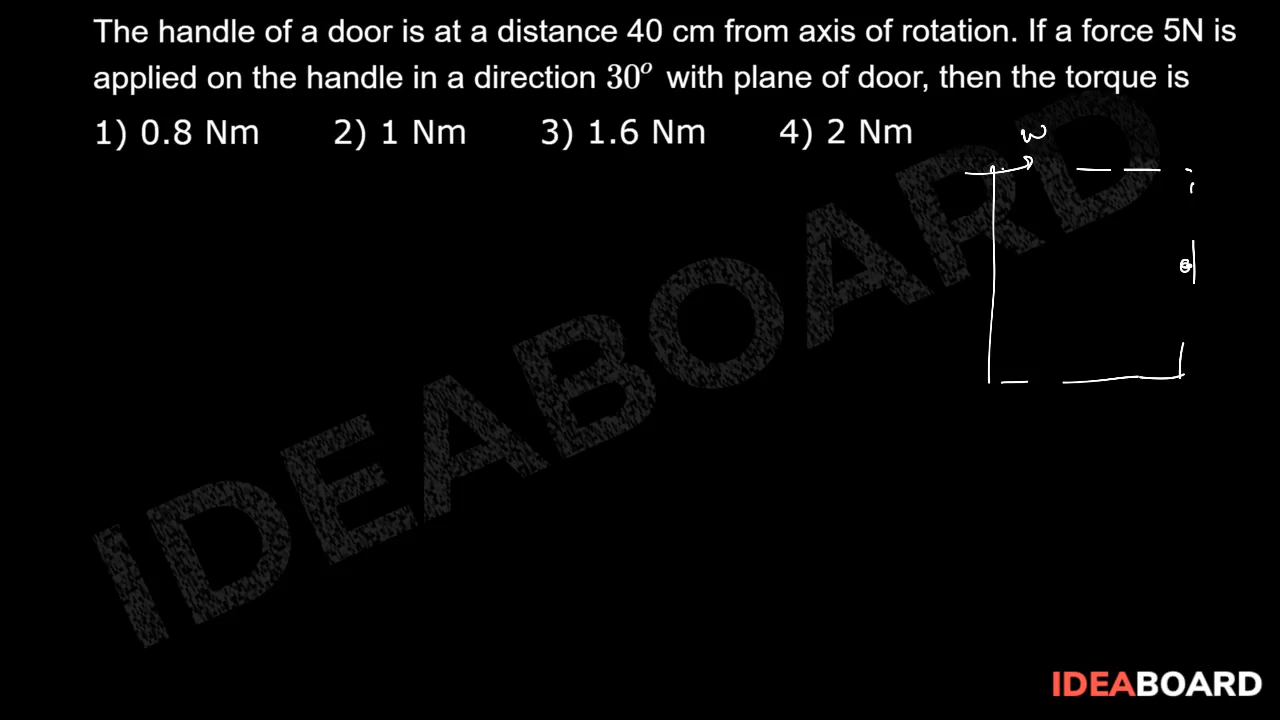 The handle of a door is at a distance 40 cm from axis of rotation. If a force 5N is
applied on the handle in a direction 30° with plane of door, then the torque is
1) 0.8 Nm 2) 1 Nm 3) 1.6 Nm 4) 2 Nm
ω
IDEABOARD
IDEABOARD